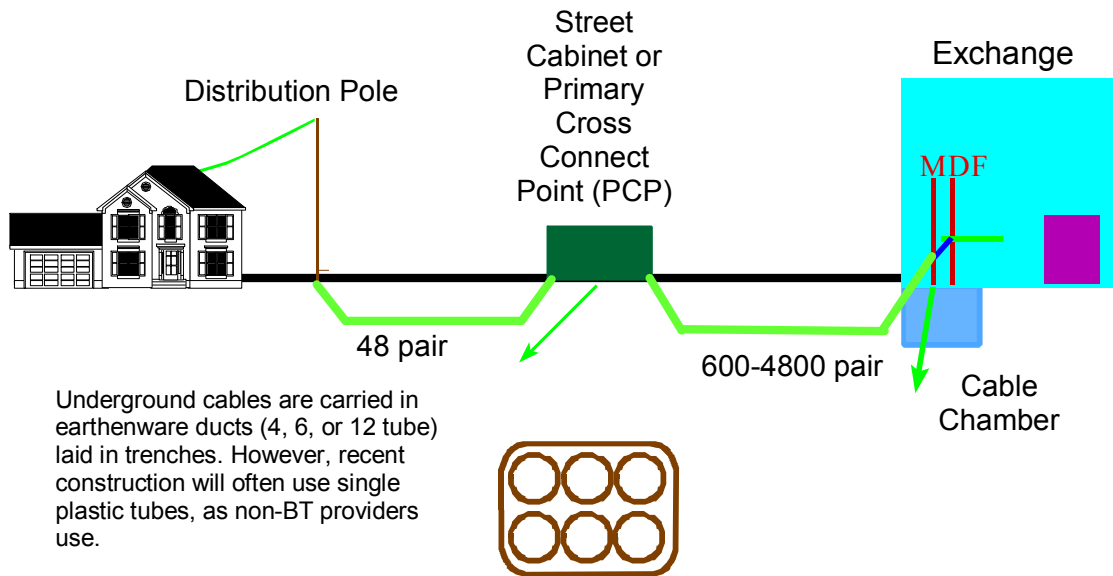 Street
Cabinet or
Primary
Cross
Connect
Point (PCP)
Exchange
Distribution Pole
MDF
48 pair
600-4800 pair
Cable
Chamber
Underground cables are carried in
earthenware ducts (4, 6, or 12 tube)
laid in trenches. However, recent
construction will often use single
plastic tubes, as non-BT providers
use.